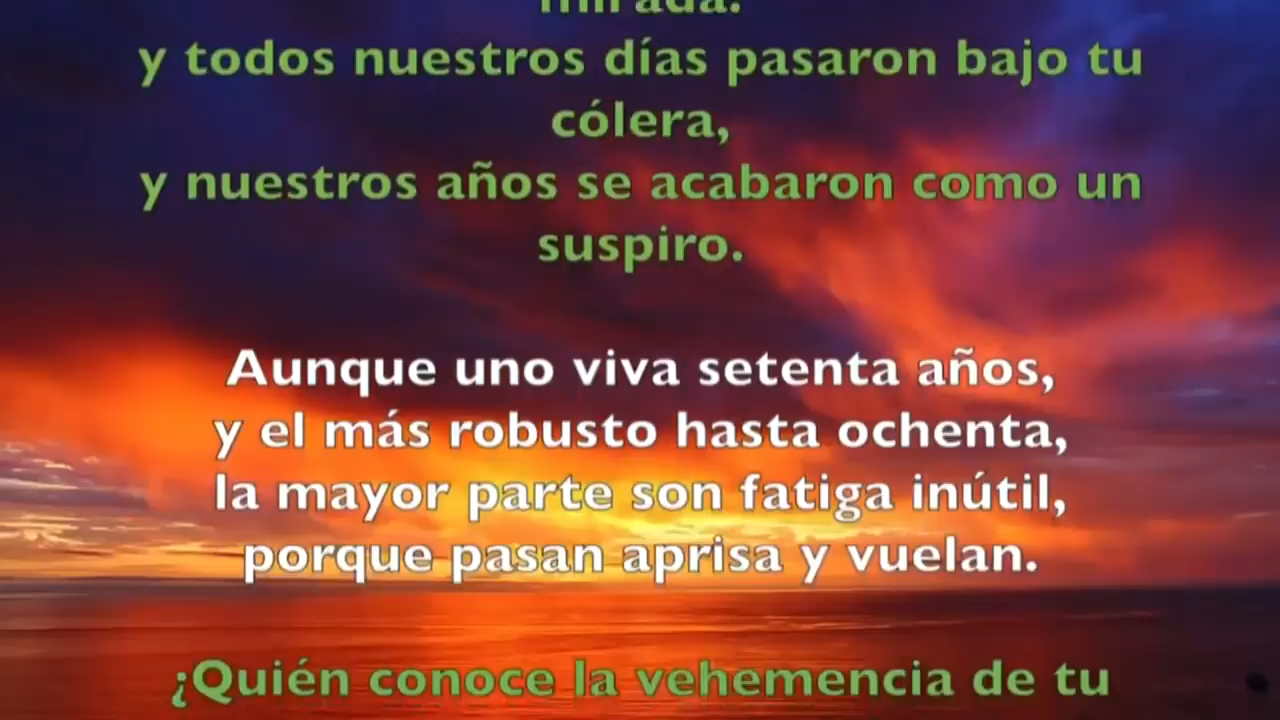 mirada:
y todos nuestros días pasaron bajo tu
cólera,
y nuestros años se acabaron como un
suspiro.
Aunque uno viva setenta años,
y el más robusto hasta ochenta,
la mayor parte son fatiga inútil,
porque pasan aprisa y vuelan.
¿Quién conoce la vehemencia de tu